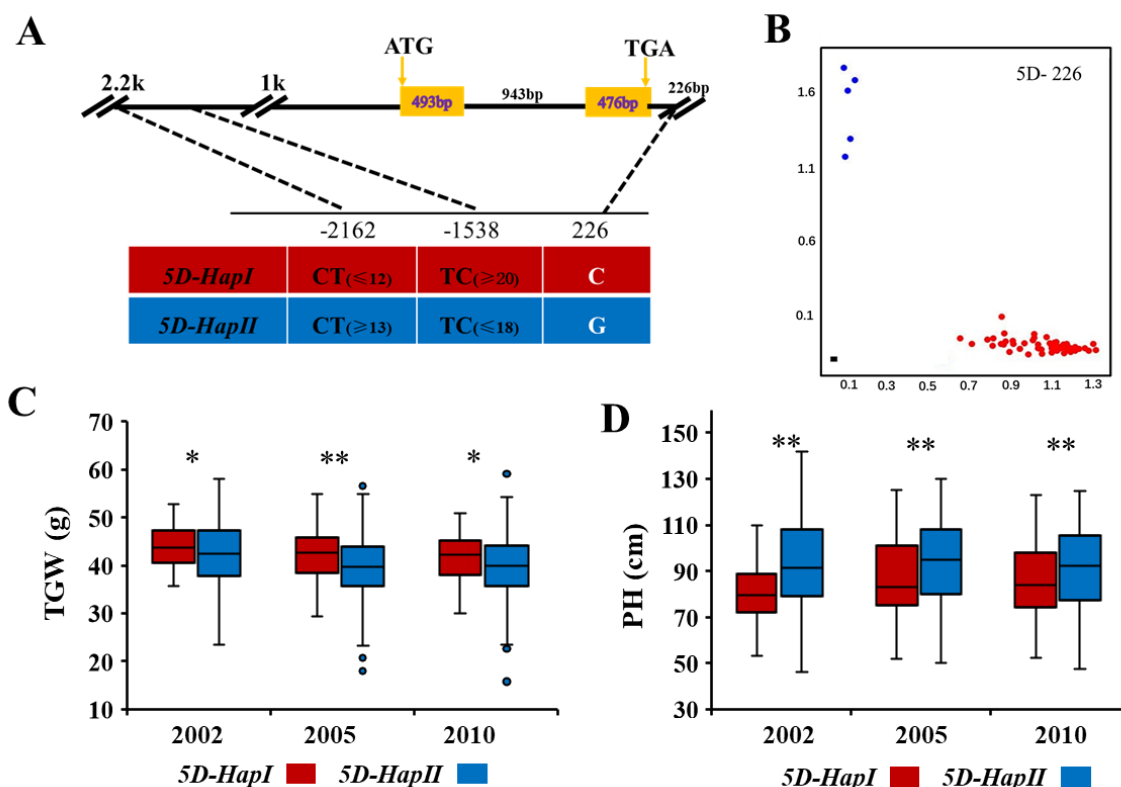 A
ATG
TGA
2.2k
1k
493bp
943bp
476bp
226bp
-2162
-1538
226
5D-HapI
CT(≤12)
TC(≥20)
C
5D-HapII
CT(≥13)
TC(≤18)
G
B
5D- 226
1.6
1.1
0.6
0.1
0.1 0.3 0.5 0.7 0.9 1.1 1.3
C
TGW (g)
70
60
50
40
30
20
10
* ** *
2002 2005 2010
5D-HapI 5D-HapII
D
PH (cm)
150
130
110
90
70
50
30
** ** **
2002 2005 2010
5D-HapI 5D-HapII